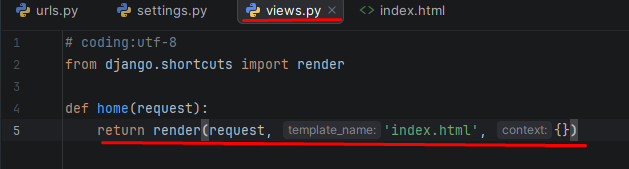 urls.py settings.py views.py index.html
1 # coding:utf-8
2 from django.shortcuts import render
3
4 def home(request):
5 return render(request, template_name: 'index.html', context: {})